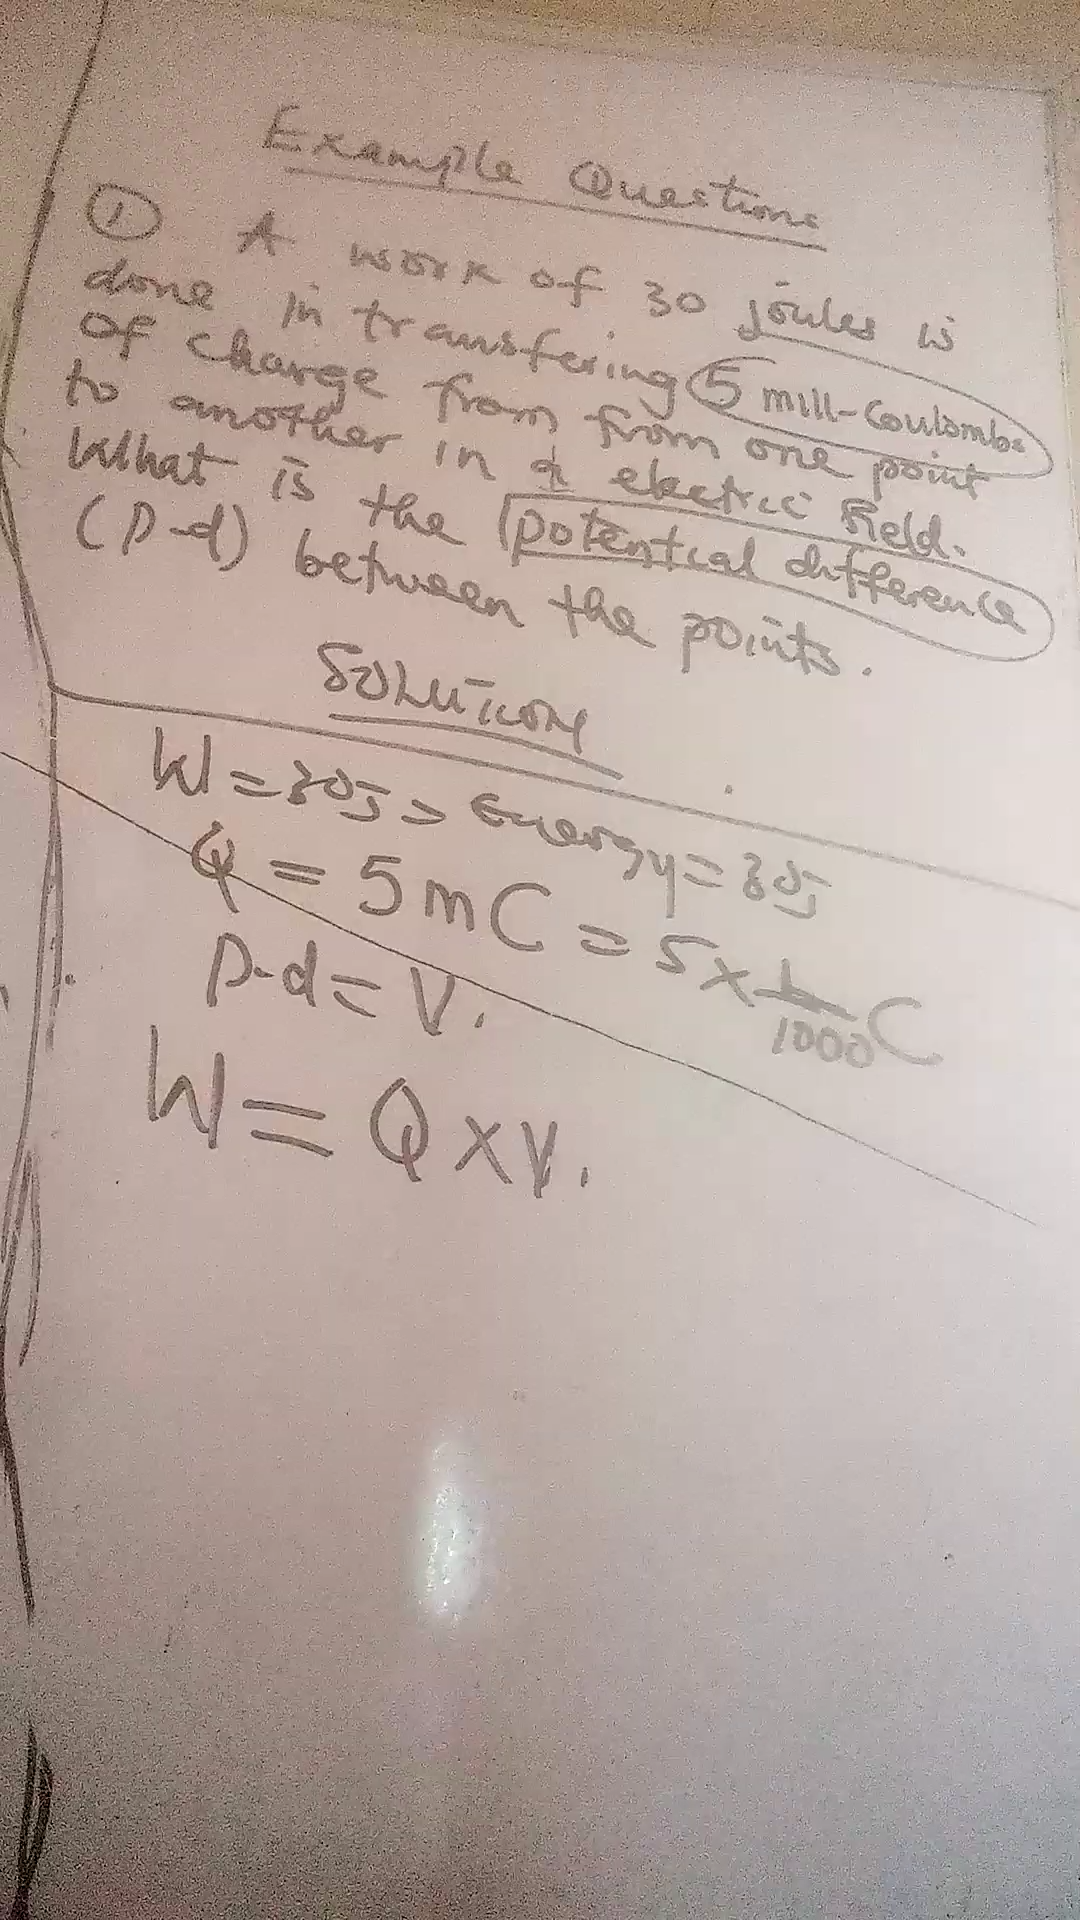 Example Questions
① A work of 30 joules is
done in transfering 5 mill-Coulombs
of charge from from one point
to another in a electric field.
What is the potential difference
(P-d) between the points.
SOLUTION
W = 30J = Energy = 30J
Q = 5mC = 5 x 1/1000 C
P-d = V.
W = Q x V.